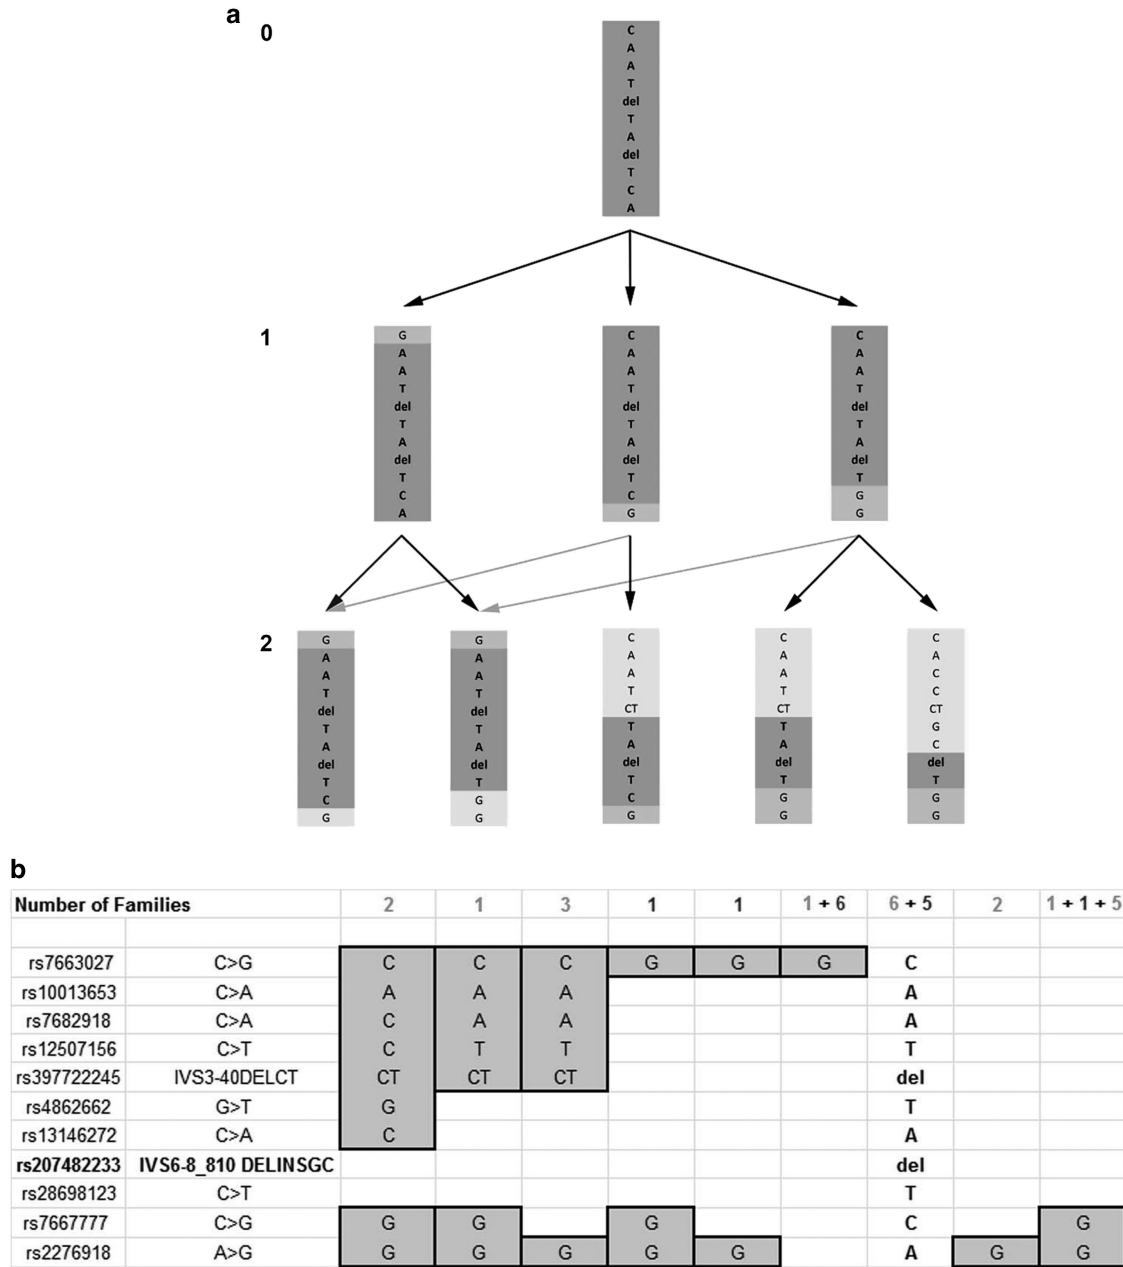 a
0
C
A
A
T
del
T
A
del
T
C
A
1
G
A
A
T
del
T
A
del
T
C
A
C
A
A
T
del
T
A
del
T
C
G
C
A
A
T
del
T
A
del
T
G
G
2
G
A
A
T
del
T
A
del
T
C
G
G
A
A
T
del
T
A
del
T
G
G
C
A
A
T
CT
T
A
del
T
C
G
C
A
A
T
CT
T
A
del
T
G
G
C
A
C
C
CT
G
C
del
T
G
G
b
Number of Families 2 1 3 1 1 1 + 6 6 + 5 2 1 + 1 + 5
rs7663027 C>G C C C G G G C
rs10013653 C>A A A A A
rs7682918 C>A C A A A
rs12507156 C>T C T T T
rs397722245 IVS3-40DELCT CT CT CT del
rs4862662 G>T G T
rs13146272 C>A C A
rs207482233 IVS6-8_810 DELINSGC del
rs28698123 C>T T
rs7667777 C>G G G G C G
rs2276918 A>G G G G G G A G G